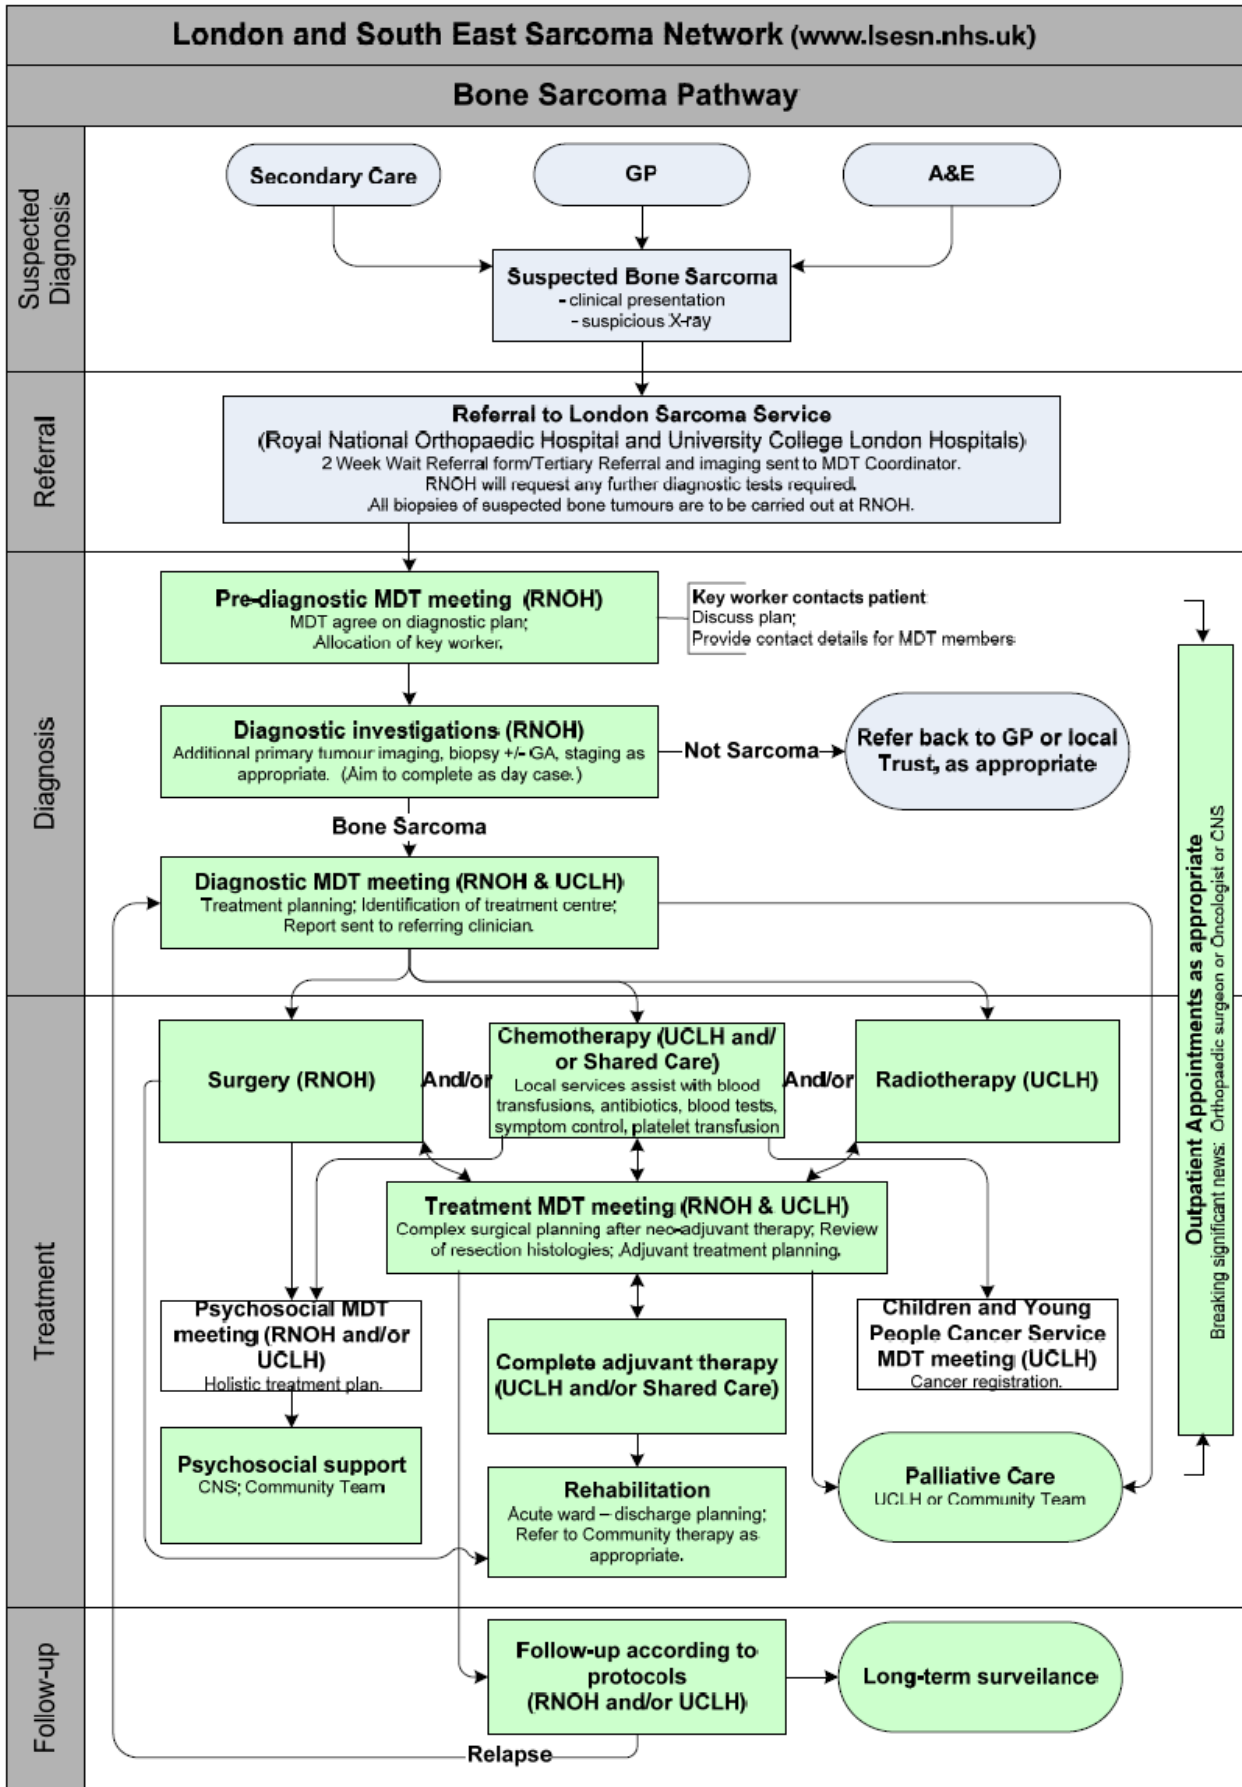 London and South East Sarcoma Network (www.lsesn.nhs.uk)
Bone Sarcoma Pathway
Suspected
Diagnosis
Secondary Care
GP
A&E
Suspected Bone Sarcoma
- clinical presentation
- suspicious X-ray
Referral
Referral to London Sarcoma Service
(Royal National Orthopaedic Hospital and University College London Hospitals)
2 Week Wait Referral form/Tertiary Referral and imaging sent to MDT Coordinator.
RNOH will request any further diagnostic tests required.
All biopsies of suspected bone tumours are to be carried out at RNOH.
Diagnosis
Pre-diagnostic MDT meeting (RNOH)
MDT agree on diagnostic plan;
Allocation of key worker.
Key worker contacts patient
Discuss plan;
Provide contact details for MDT members
Diagnostic investigations (RNOH)
Additional primary tumour imaging, biopsy +/- GA, staging as
appropriate. (Aim to complete as day case.)
Not Sarcoma
Refer back to GP or local
Trust, as appropriate
Bone Sarcoma
Diagnostic MDT meeting (RNOH & UCLH)
Treatment planning; Identification of treatment centre;
Report sent to referring clinician.
Outpatient Appointments as appropriate
Breaking significant news: Orthopaedic surgeon or Oncologist or CNS
Treatment
Surgery (RNOH)
And/or
Chemotherapy (UCLH and/
or Shared Care)
Local services assist with blood
transfusions, antibiotics, blood tests,
symptom control, platelet transfusion
And/or
Radiotherapy (UCLH)
Treatment MDT meeting (RNOH & UCLH)
Complex surgical planning after neo-adjuvant therapy; Review
of resection histologies; Adjuvant treatment planning.
Psychosocial MDT
meeting (RNOH and/or
UCLH)
Holistic treatment plan.
Complete adjuvant therapy
(UCLH and/or Shared Care)
Children and Young
People Cancer Service
MDT meeting (UCLH)
Cancer registration.
Psychosocial support
CNS; Community Team
Rehabilitation
Acute ward – discharge planning;
Refer to Community therapy as
appropriate.
Palliative Care
UCLH or Community Team
Follow-up
Follow-up according to
protocols
(RNOH and/or UCLH)
Long-term surveilance
Relapse